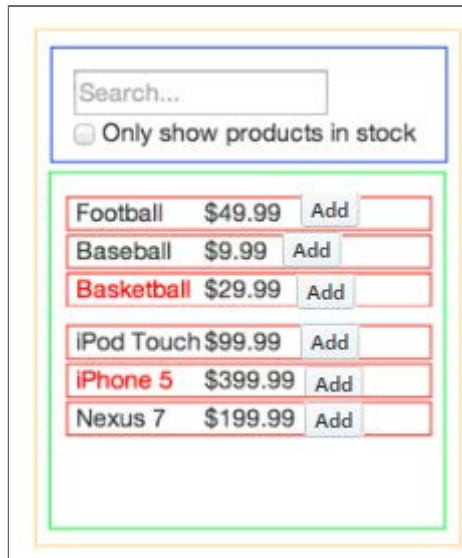 Search...
Only show products in stock
Football $49.99 Add
Baseball $9.99 Add
Basketball $29.99 Add
iPod Touch $99.99 Add
iPhone 5 $399.99 Add
Nexus 7 $199.99 Add